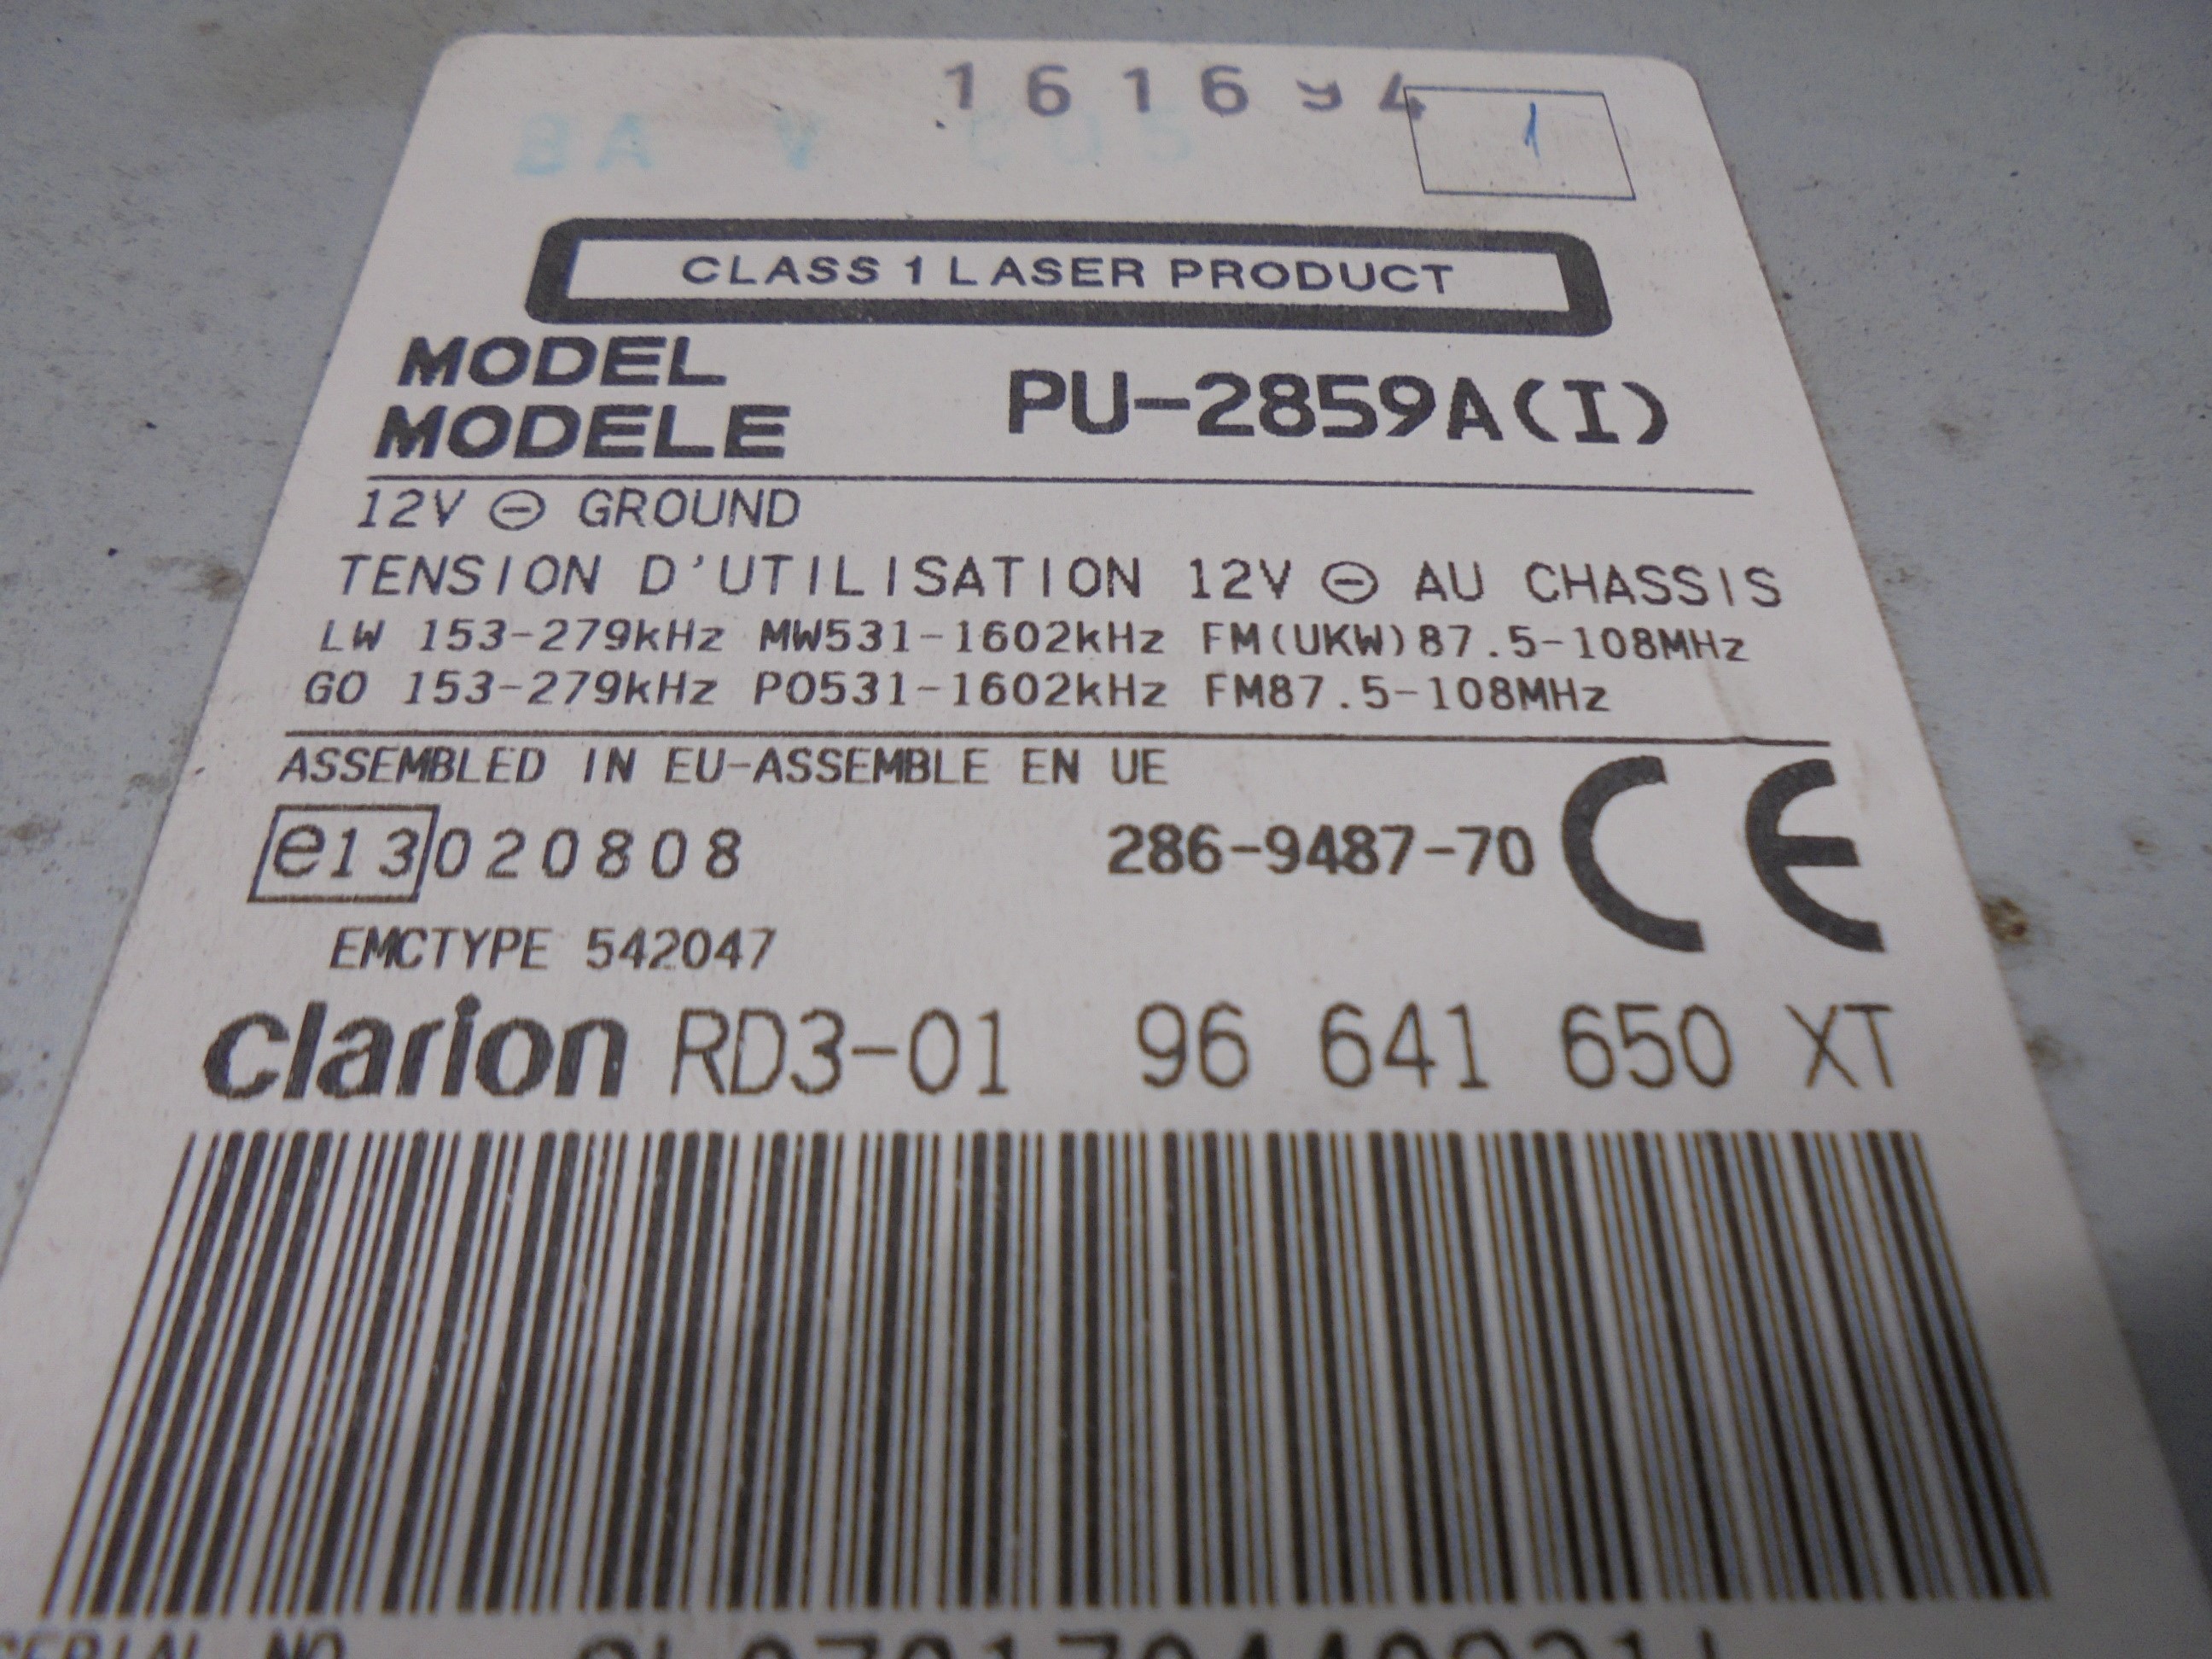 161694
1
CLASS 1 LASER PRODUCT
MODEL
MODELE PU-2859A(I)
12V ⊖ GROUND
TENSION D'UTILISATION 12V ⊖ AU CHASSIS
LW 153-279kHz MW531-1602kHz FM(UKW)87.5-108MHz
GO 153-279kHz PO531-1602kHz FM87.5-108MHz
ASSEMBLED IN EU-ASSEMBLE EN UE
e13 020808 286-9487-70 CE
EMCTYPE 542047
clarion RD3-01 96 641 650 XT
SERIAL NO